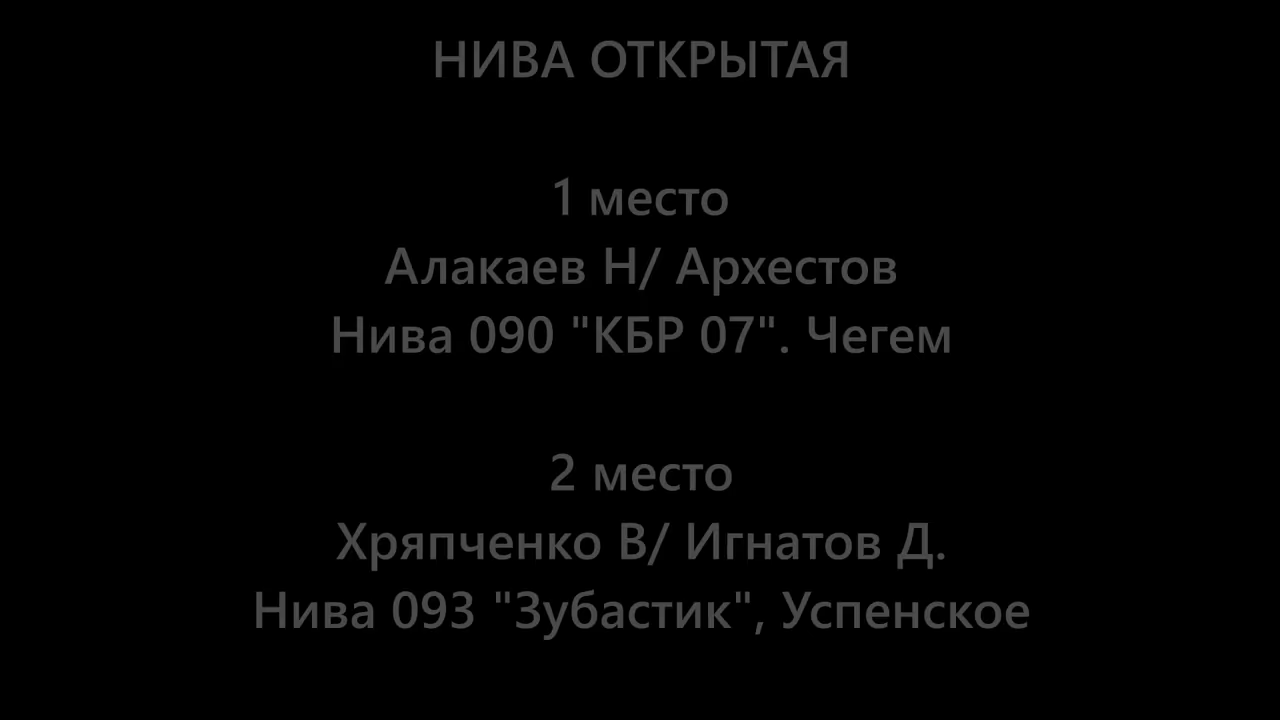 НИВА ОТКРЫТАЯ
1 место
Алакаев Н/ Архестов
Нива 090 "КБР 07". Чегем
2 место
Хряпченко В/ Игнатов Д.
Нива 093 "Зубастик", Успенское